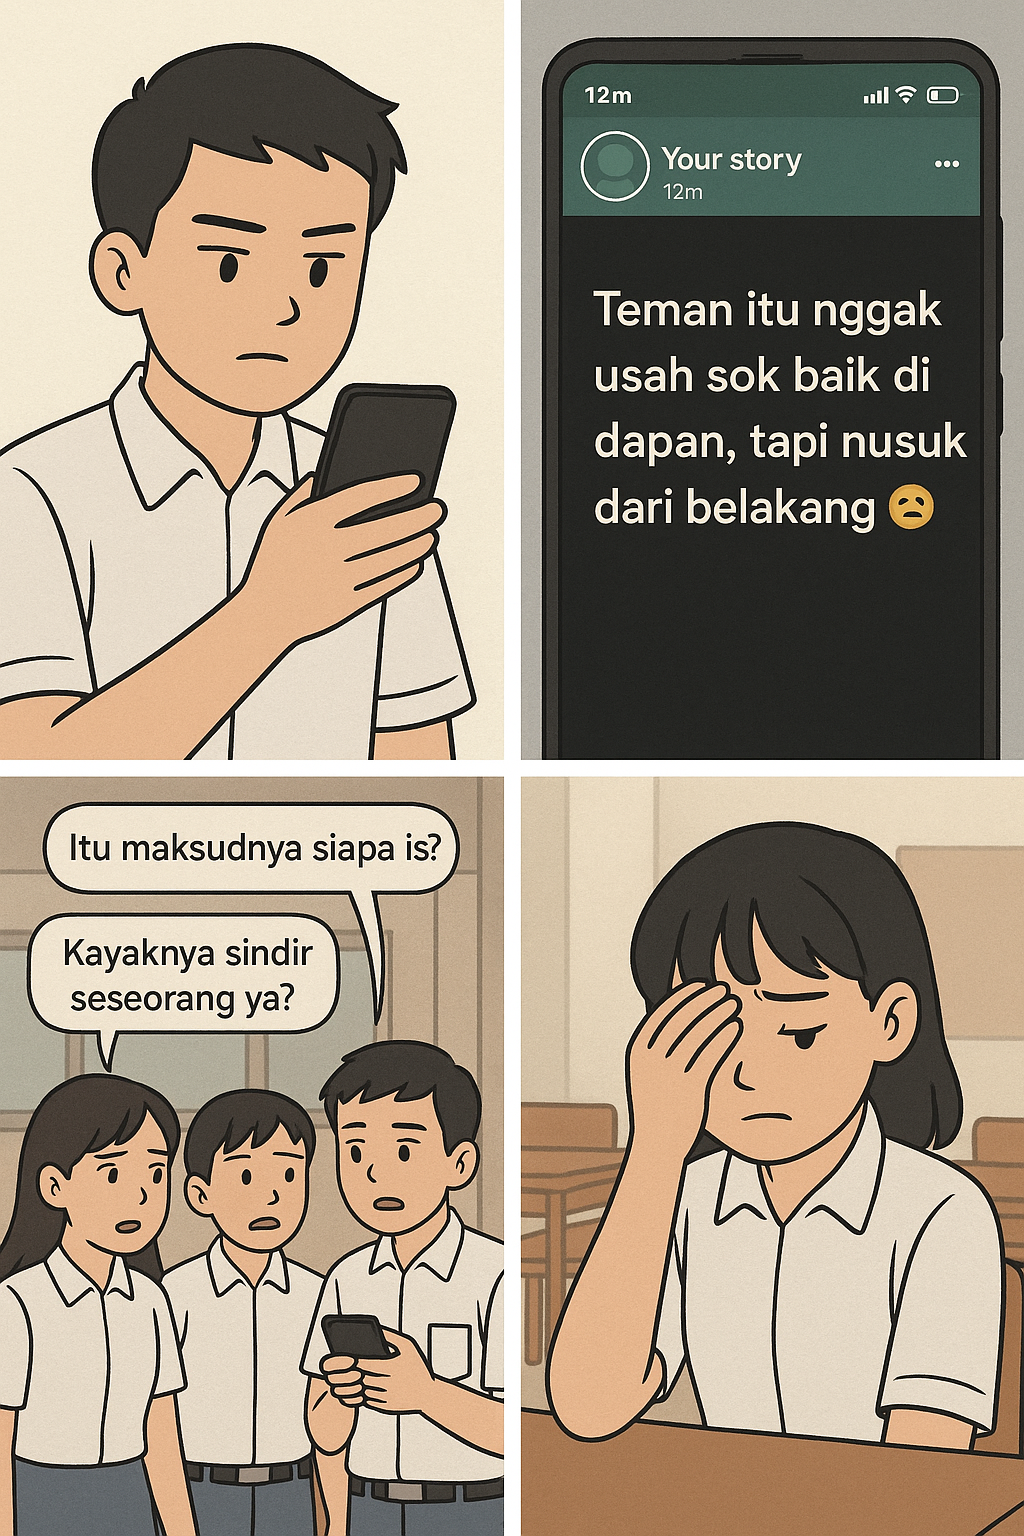 12m
Your story
12m
Teman itu nggak
usah sok baik di
dapan, tapi nusuk
dari belakang 😞
Itu maksudnya siapa is?
Kayaknya sindir
seseorang ya?